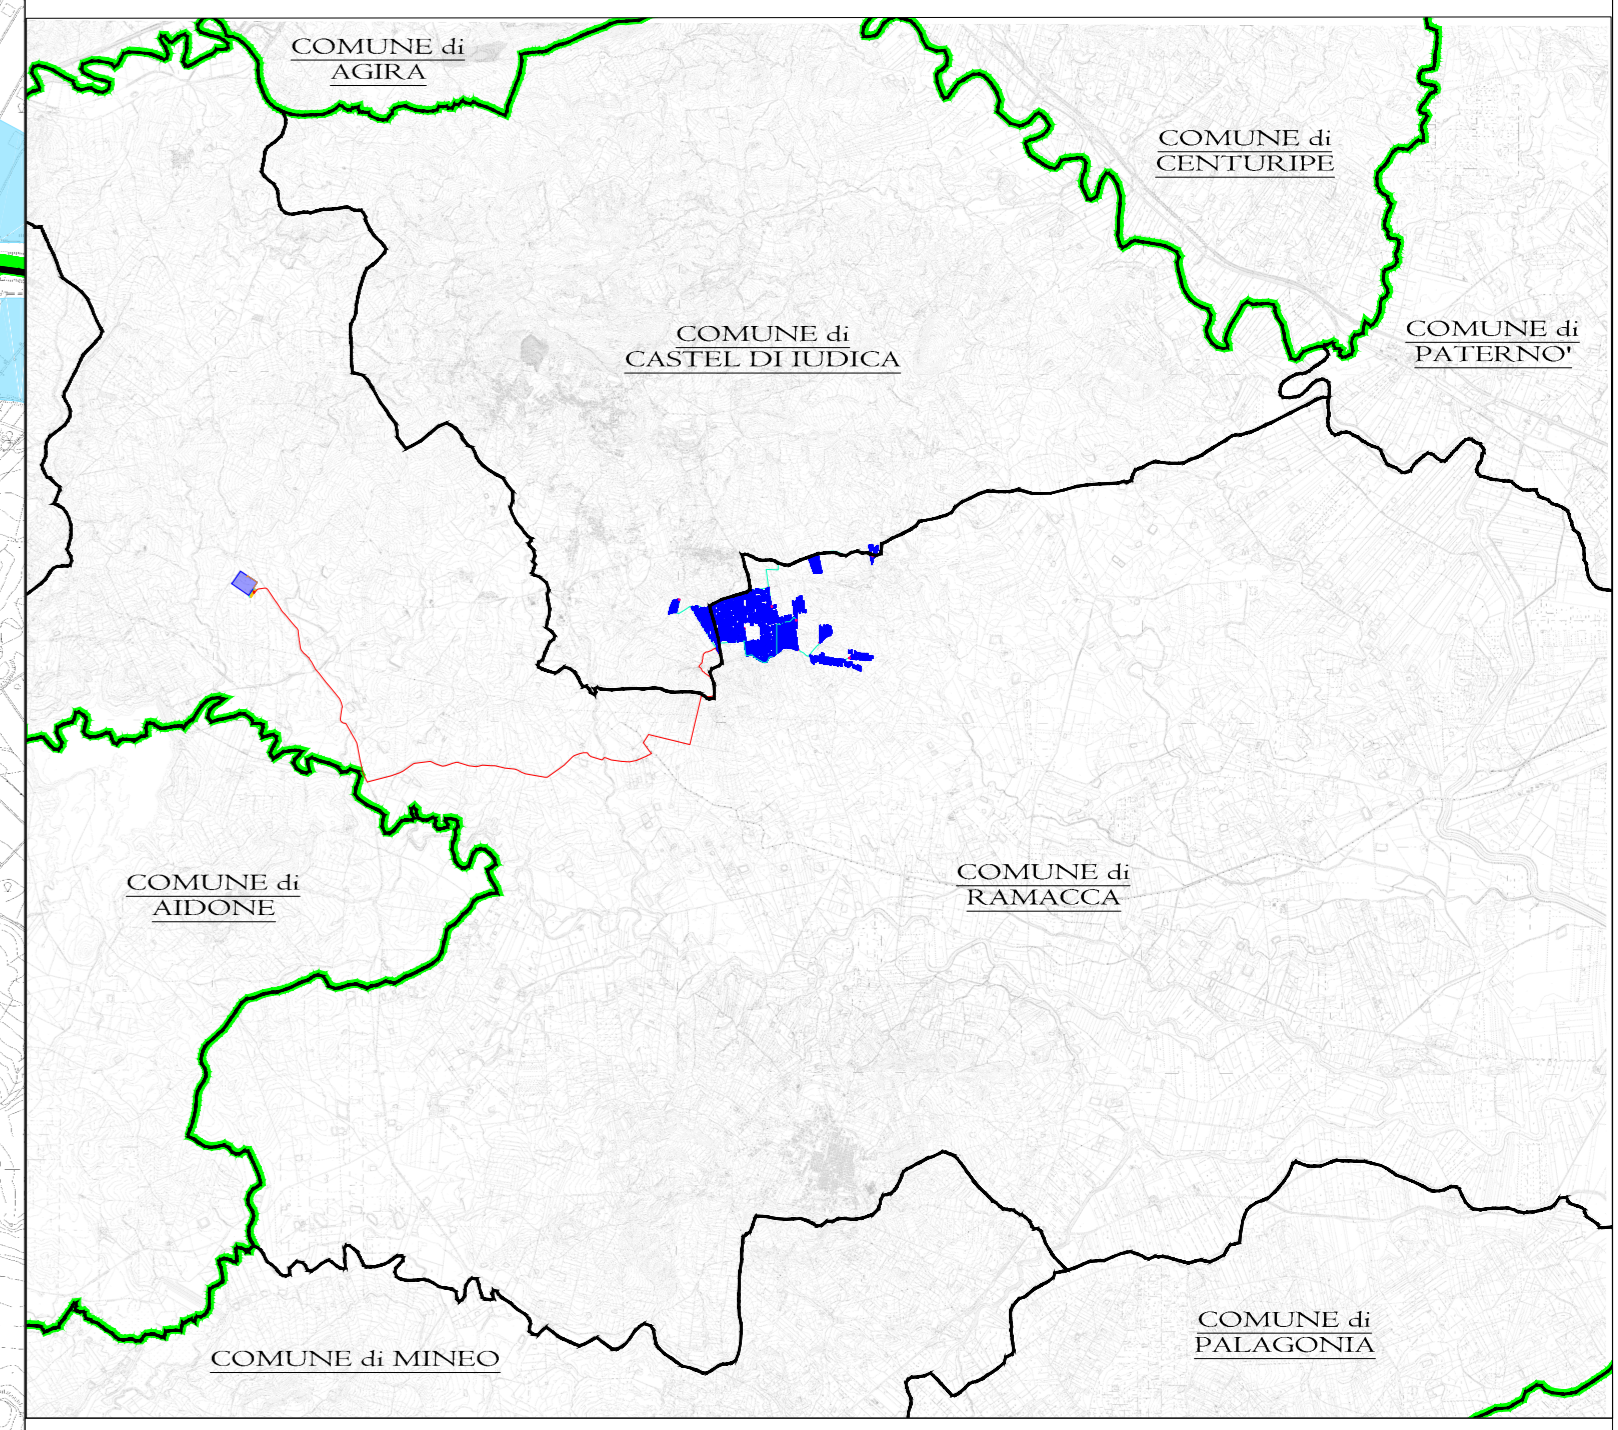 COMUNE di
AGIRA
COMUNE di
CENTURIPE
COMUNE di
CASTEL DI IUDICA
COMUNE di
PATERNO'
COMUNE di
AIDONE
COMUNE di
RAMACCA
COMUNE di
PALAGONIA
COMUNE di MINEO